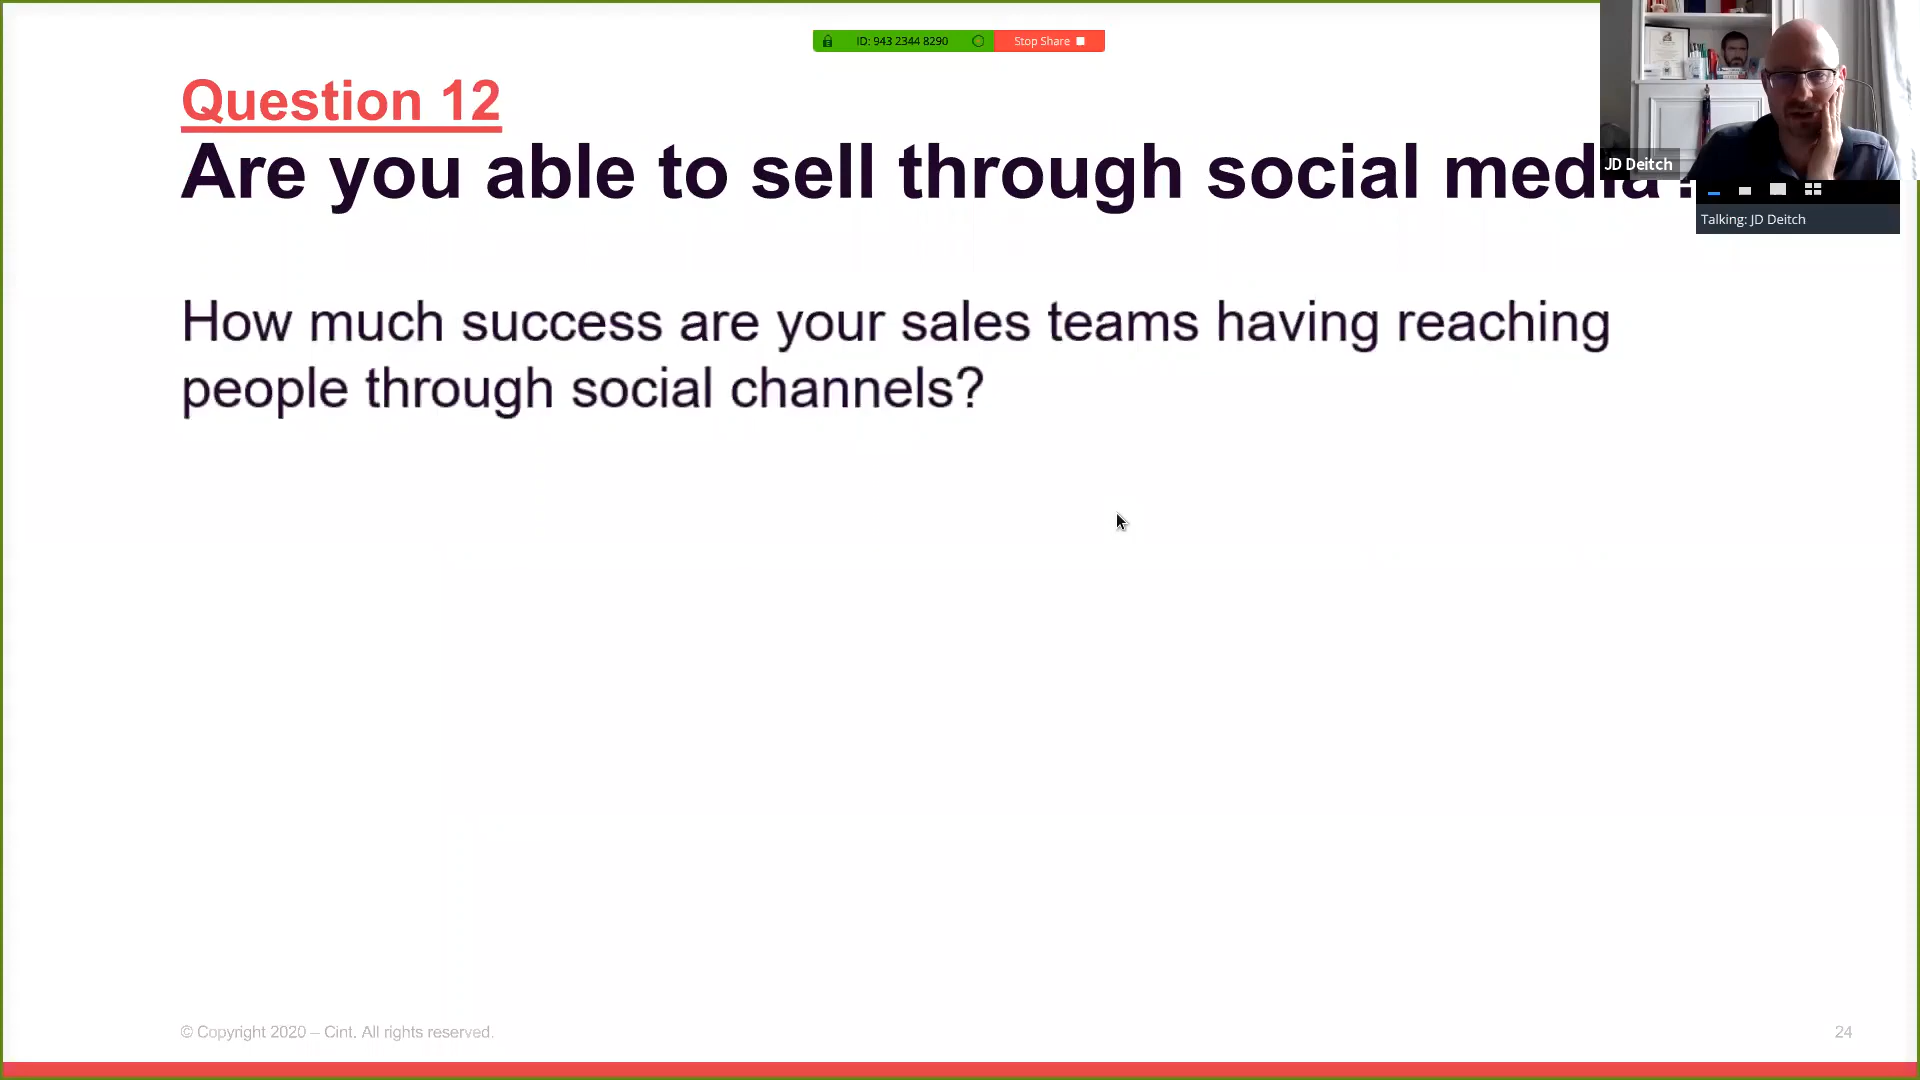 ID: 943 2344 8290 Stop Share
Question 12
Are you able to sell through social media?
JD Deitch
Talking: JD Deitch
How much success are your sales teams having reaching
people through social channels?
© Copyright 2020 – Cint. All rights reserved.
24